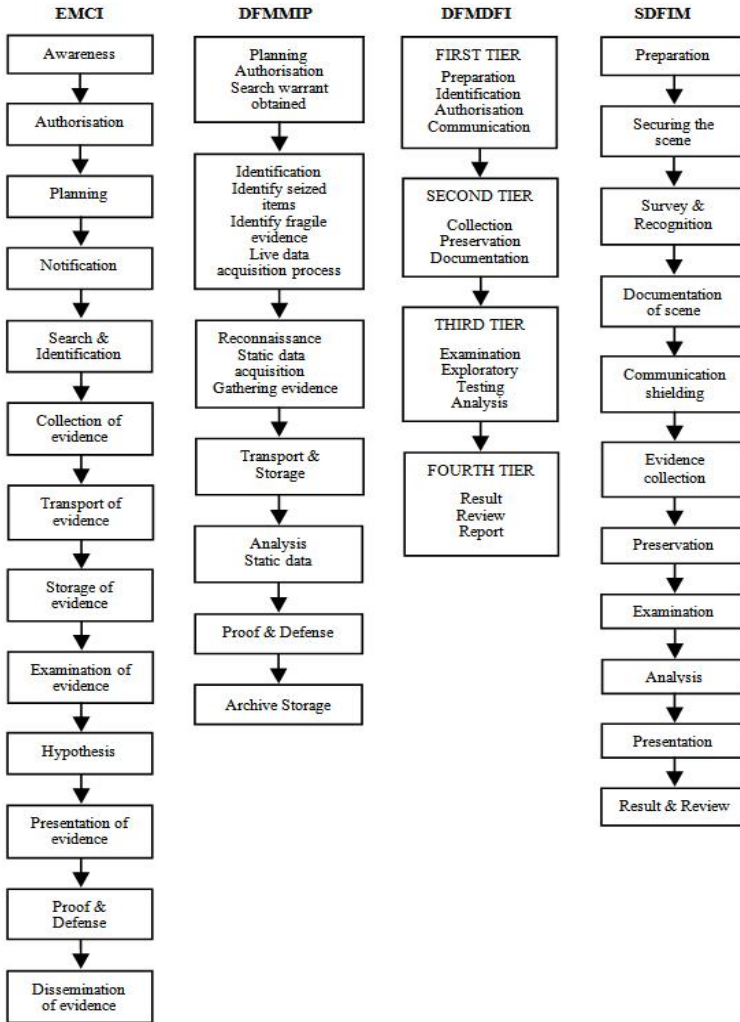 EMCI
Awareness
Authorisation
Planning
Notification
Search &
Identification
Collection of
evidence
Transport of
evidence
Storage of
evidence
Examination of
evidence
Hypothesis
Presentation of
evidence
Proof &
Defense
Dissemination
of evidence
DFMMIP
Planning
Authorisation
Search warrant
obtained
Identification
Identify seized
items
Identify fragile
evidence
Live data
acquisition process
Reconnaissance
Static data
acquisition
Gathering evidence
Transport &
Storage
Analysis
Static data
Proof & Defense
Archive Storage
DFMDFI
FIRST TIER
Preparation
Identification
Authorisation
Communication
SECOND TIER
Collection
Preservation
Documentation
THIRD TIER
Examination
Exploratory
Testing
Analysis
FOURTH TIER
Result
Review
Report
SDFIM
Preparation
Securing the
scene
Survey &
Recognition
Documentation
of scene
Communication
shielding
Evidence
collection
Preservation
Examination
Analysis
Presentation
Result & Review